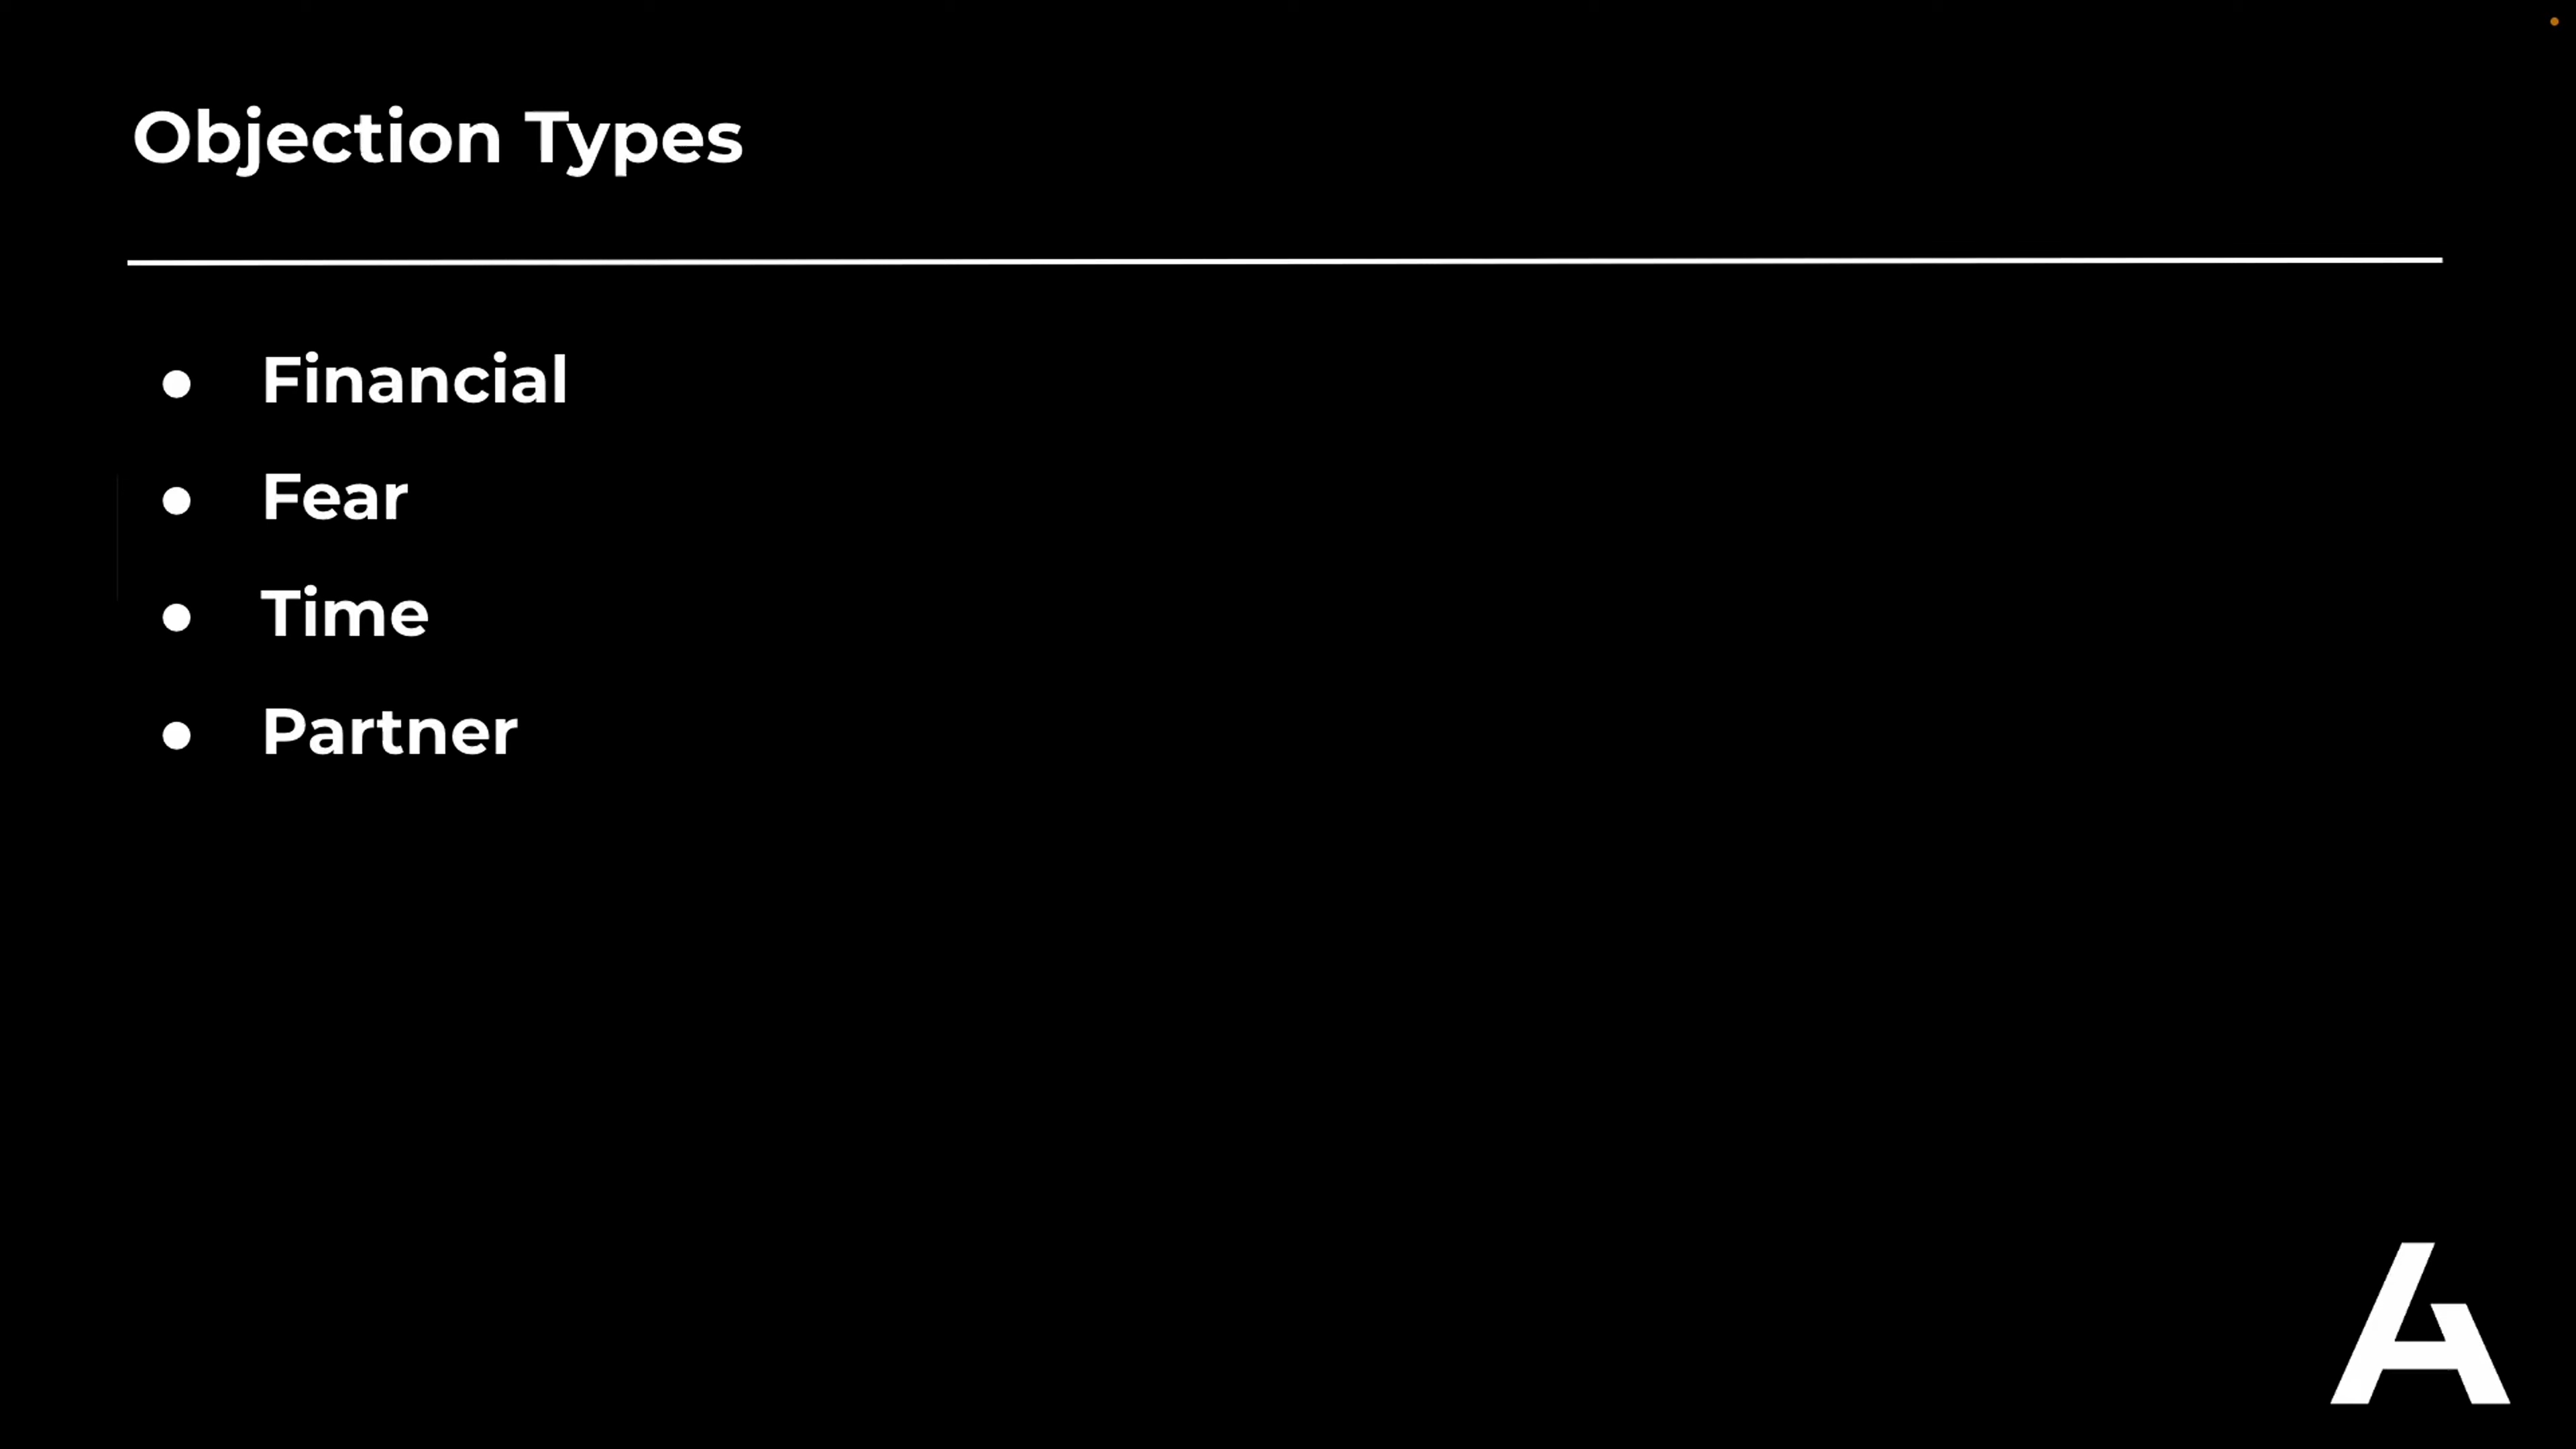 Objection Types
● Financial
● Fear
● Time
● Partner